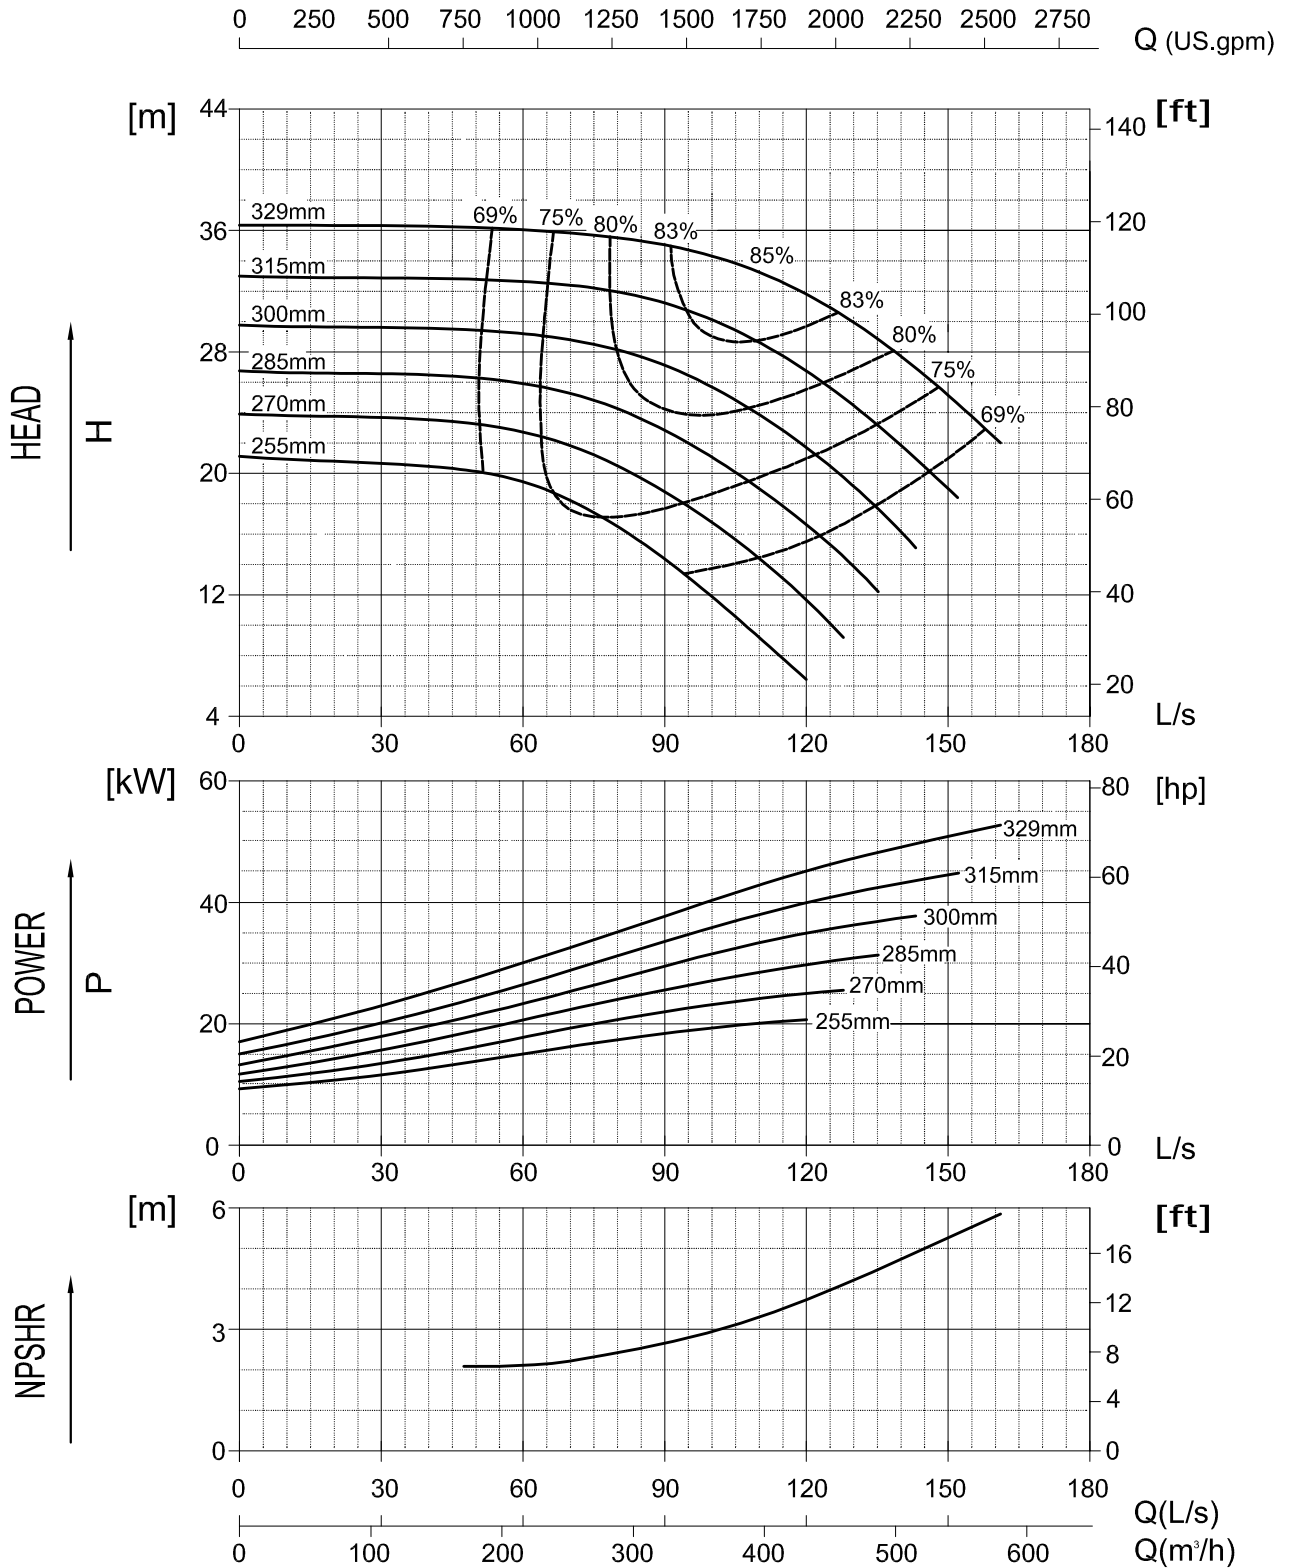 0 250 500 750 1000 1250 1500 1750 2000 2250 2500 2750
Q (US.gpm)
[m] 44 [ft]
140
329mm 69% 75% 80% 83%
36 120
85%
315mm
83%
300mm 100
80%
28
285mm 75%
HEAD H 270mm 80
69%
255mm
20
60
12 40
20
4 L/s
0 30 60 90 120 150 180
[kW] 60 80 [hp]
329mm
315mm 60
40
300mm
285mm 40
POWER P 270mm
20 255mm
20
0 0 L/s
0 30 60 90 120 150 180
[m] 6 [ft]
16
12
3
NPSHR 8
4
0 0
0 30 60 90 120 150 180
Q(L/s)
0 100 200 300 400 500 600
Q(m³/h)